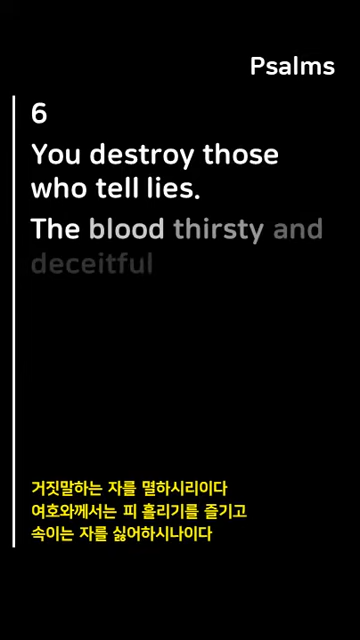 Psalms
6
You destroy those
who tell lies.
The blood thirsty and
deceitful
거짓말하는 자를 멸하시리이다
여호와께서는 피 흘리기를 즐기고
속이는 자를 싫어하시나이다